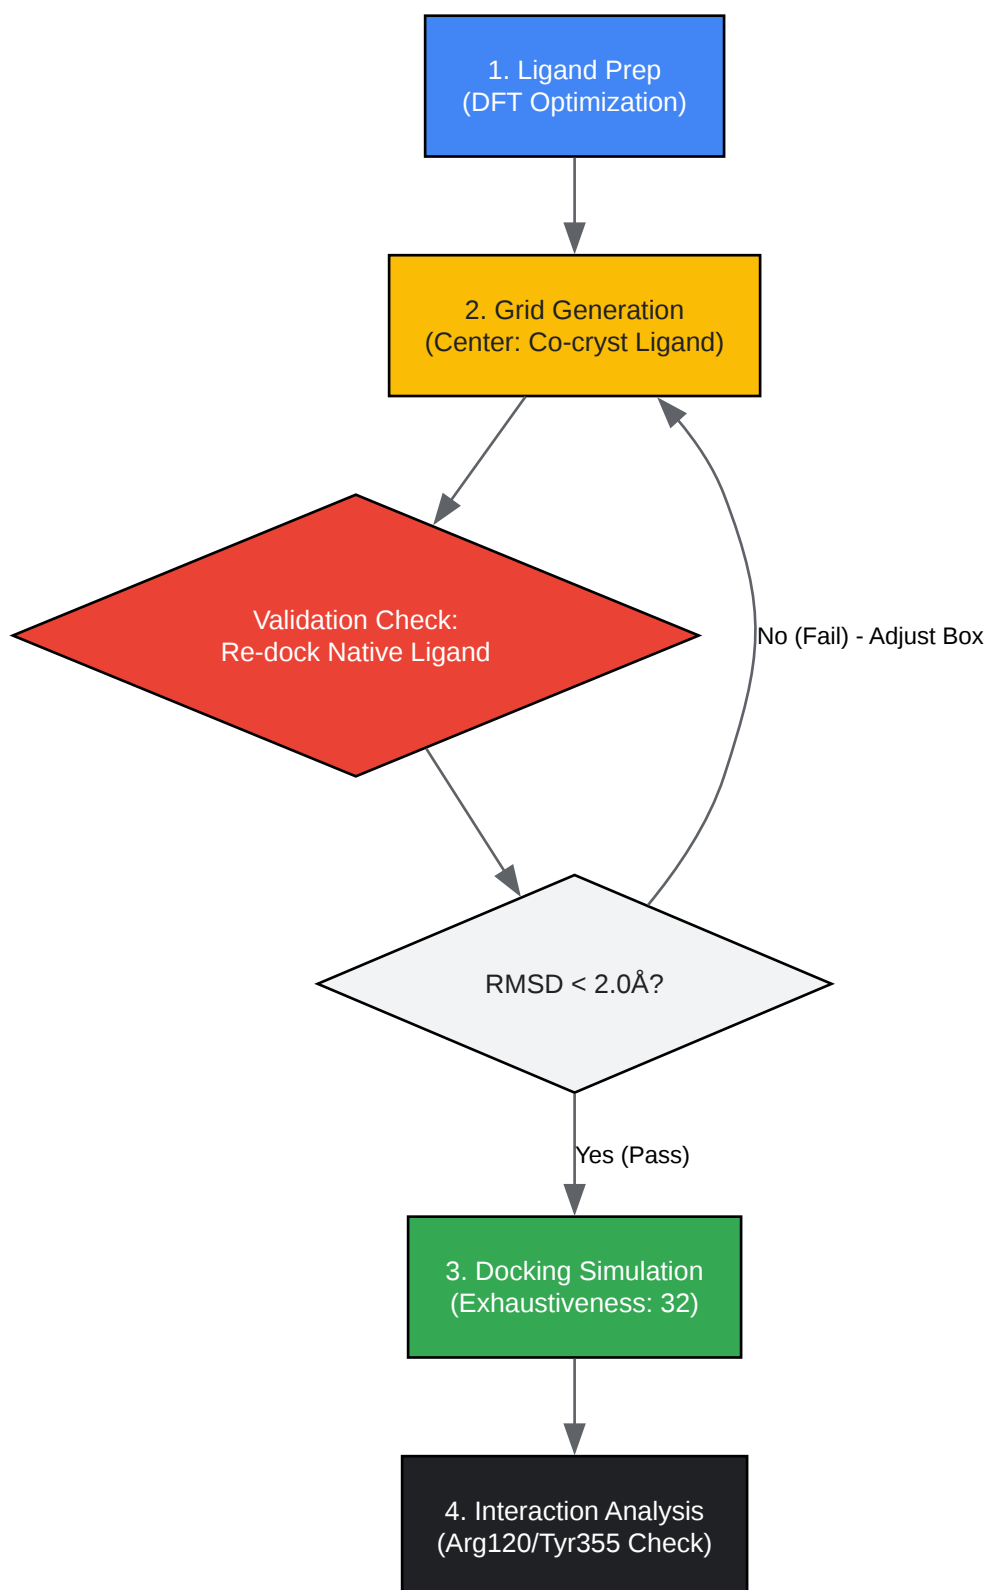 1. Ligand Prep
(DFT Optimization)
2. Grid Generation
(Center: Co-cryst Ligand)
Validation Check:
Re-dock Native Ligand
No (Fail) - Adjust Box
RMSD < 2.0Å?
Yes (Pass)
3. Docking Simulation
(Exhaustiveness: 32)
4. Interaction Analysis
(Arg120/Tyr355 Check)